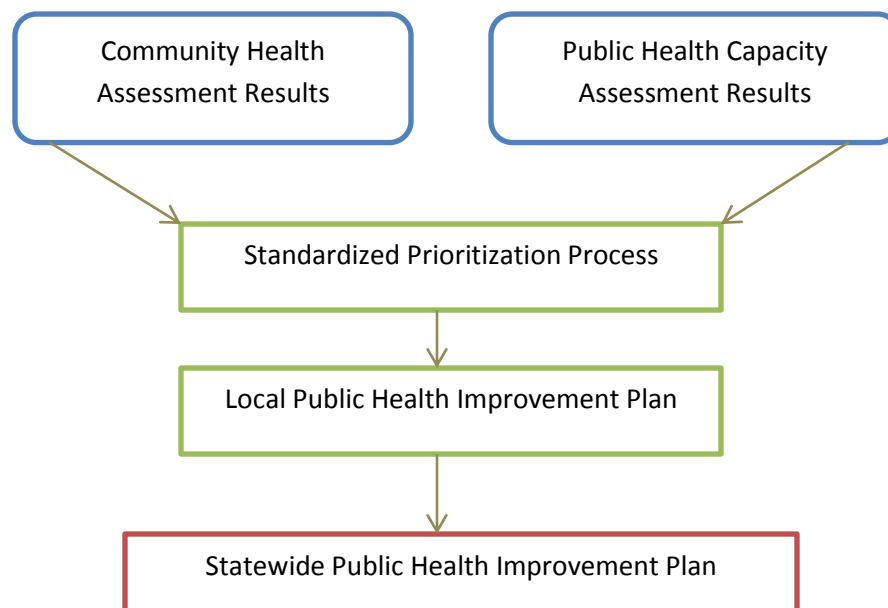 Community Health
Assessment Results
Public Health Capacity
Assessment Results
Standardized Prioritization Process
Local Public Health Improvement Plan
Statewide Public Health Improvement Plan